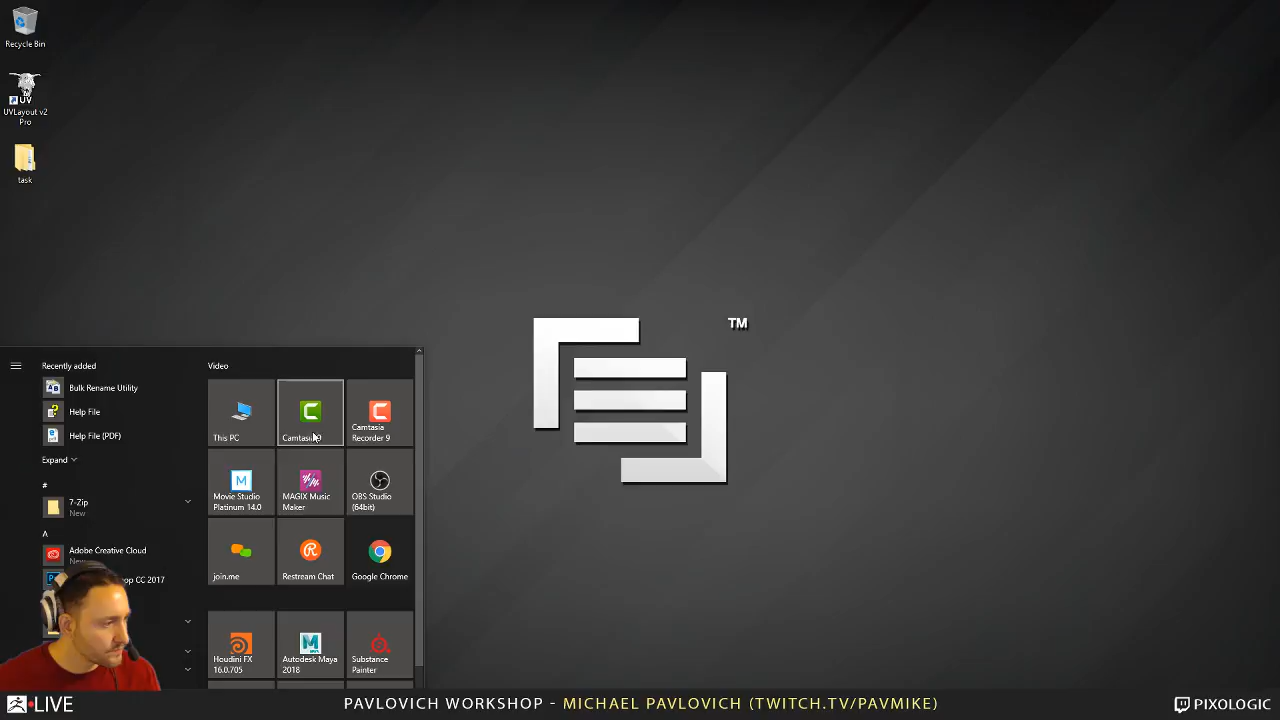 Recycle Bin
UV
UVLayout v2
Pro
task
TM
Recently added
Bulk Rename Utility
Help File
Help File (PDF)
Expand
#
7-Zip
New
A
Adobe Creative Cloud
New
CC 2017
Video
This PC
Camtasia 9
Camtasia
Recorder 9
Movie Studio
Platinum 14.0
MAGIX Music
Maker
OBS Studio
(64bit)
join.me
Restream Chat
Google Chrome
Houdini FX
16.0.705
Autodesk Maya
2018
Substance
Painter
LIVE
PAVLOVICH WORKSHOP - MICHAEL PAVLOVICH (TWITCH.TV/PAVMIKE)
PIXOLOGIC